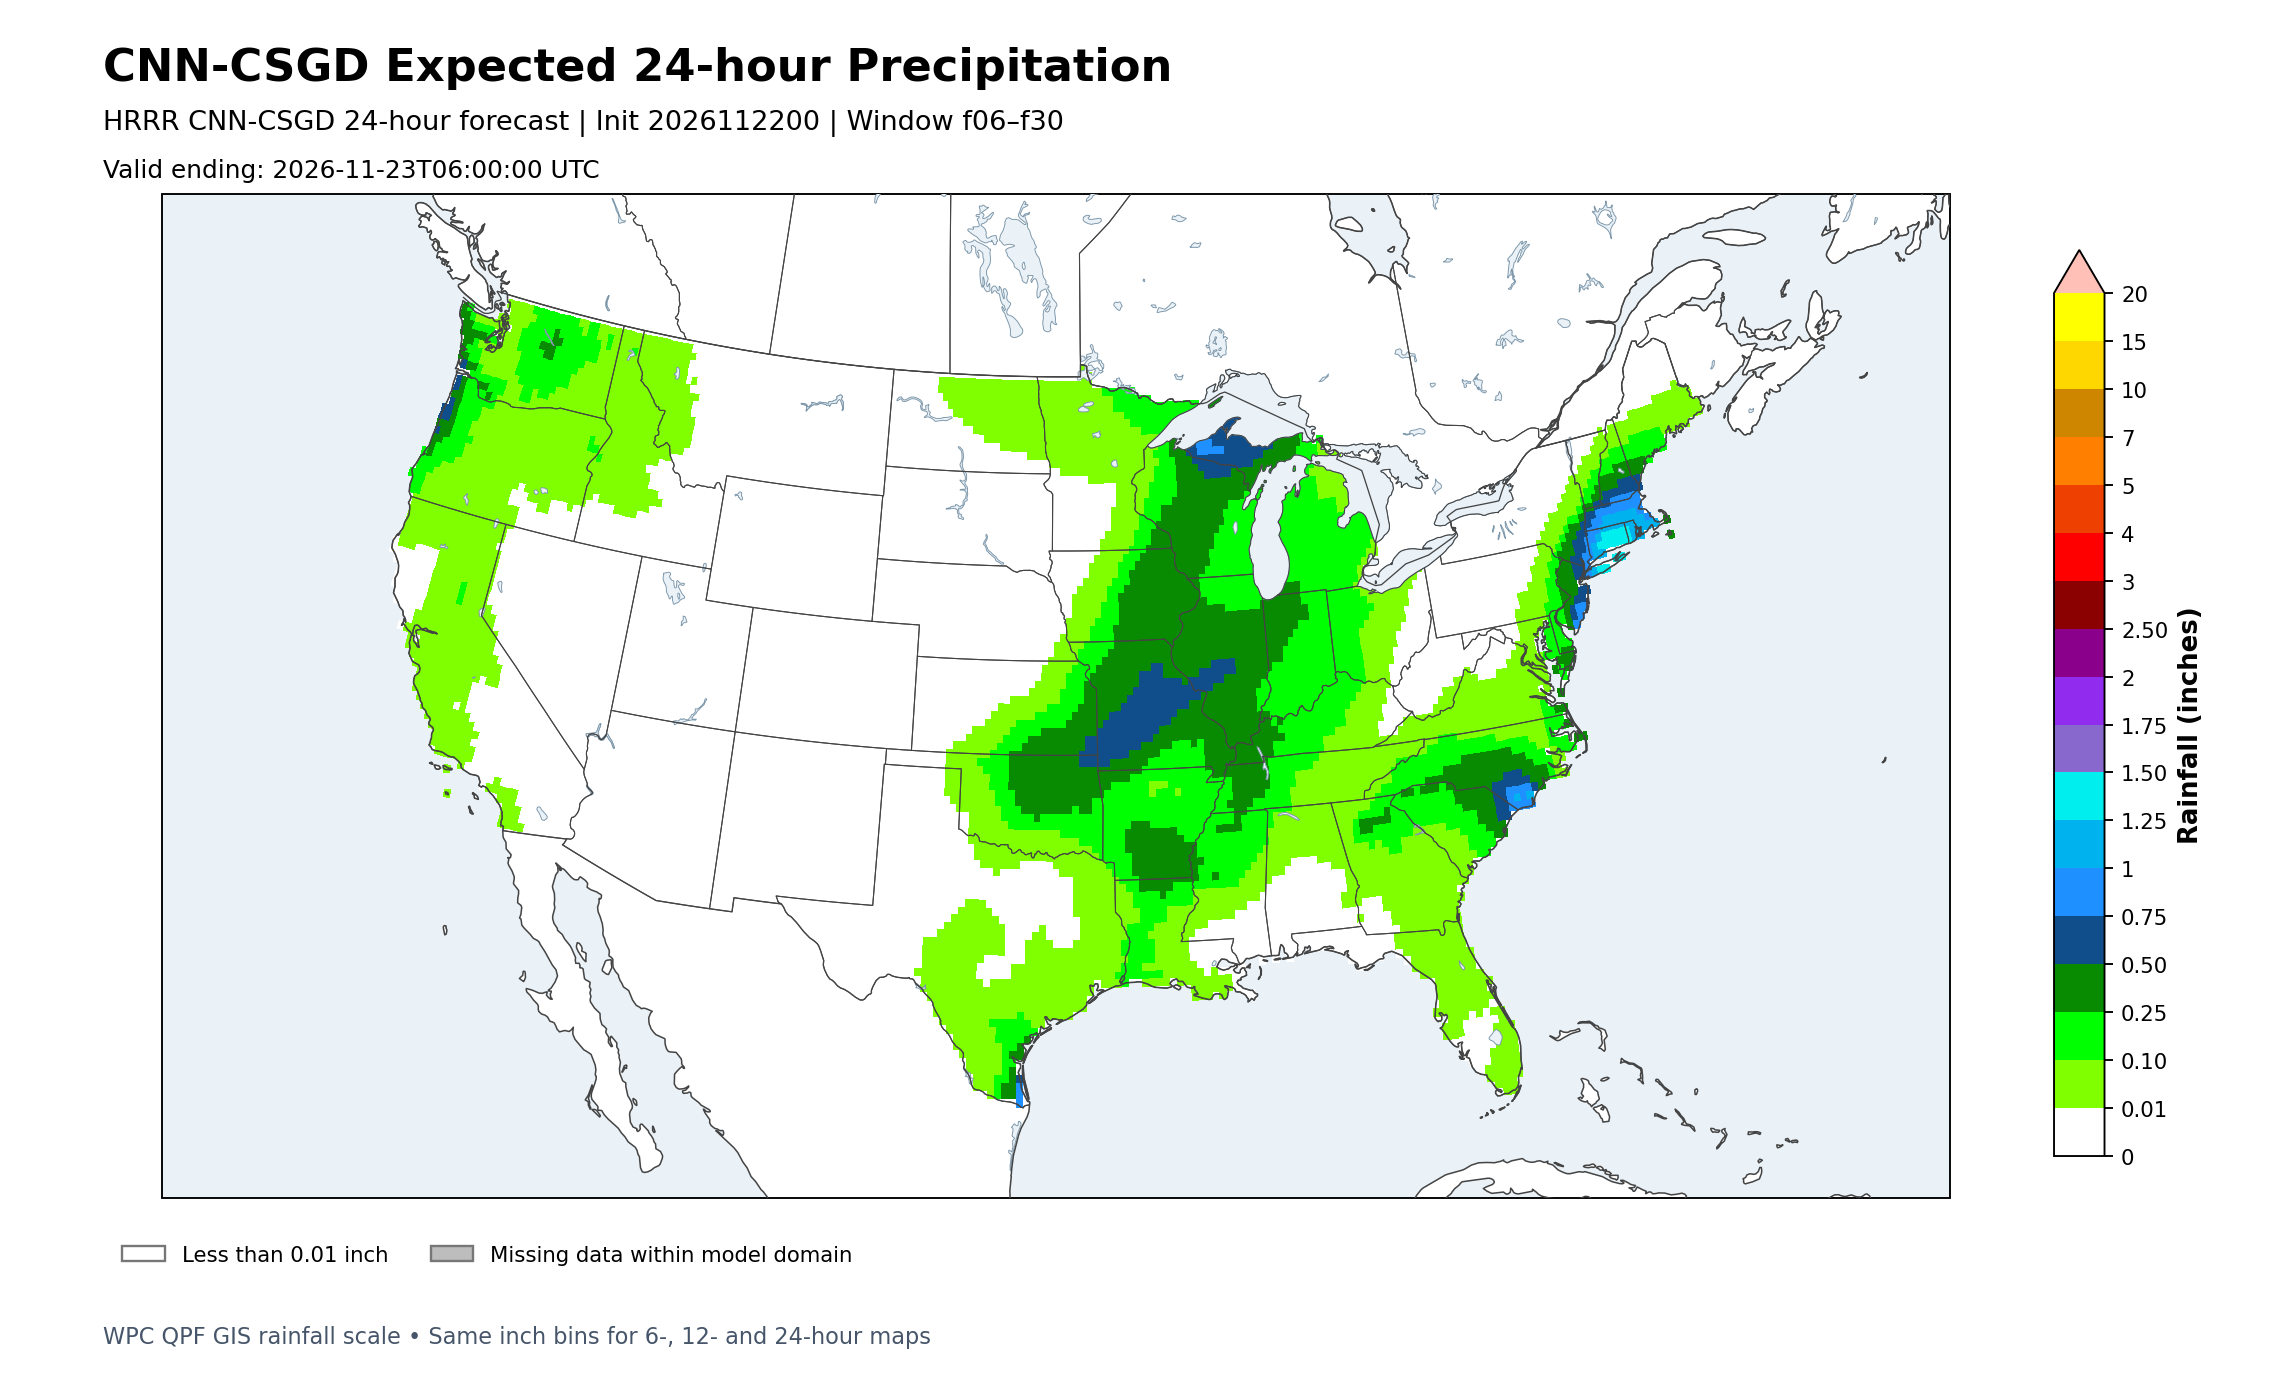 CNN-CSGD Expected 24-hour Precipitation
HRRR CNN-CSGD 24-hour forecast | Init 2026112200 | Window f06–f30
Valid ending: 2026-11-23T06:00:00 UTC
20
15
10
7
5
4
3
2.50
2
1.75
1.50
1.25
1
0.75
0.50
0.25
0.10
0.01
0
Rainfall (inches)
Less than 0.01 inch
Missing data within model domain
WPC QPF GIS rainfall scale • Same inch bins for 6-, 12- and 24-hour maps